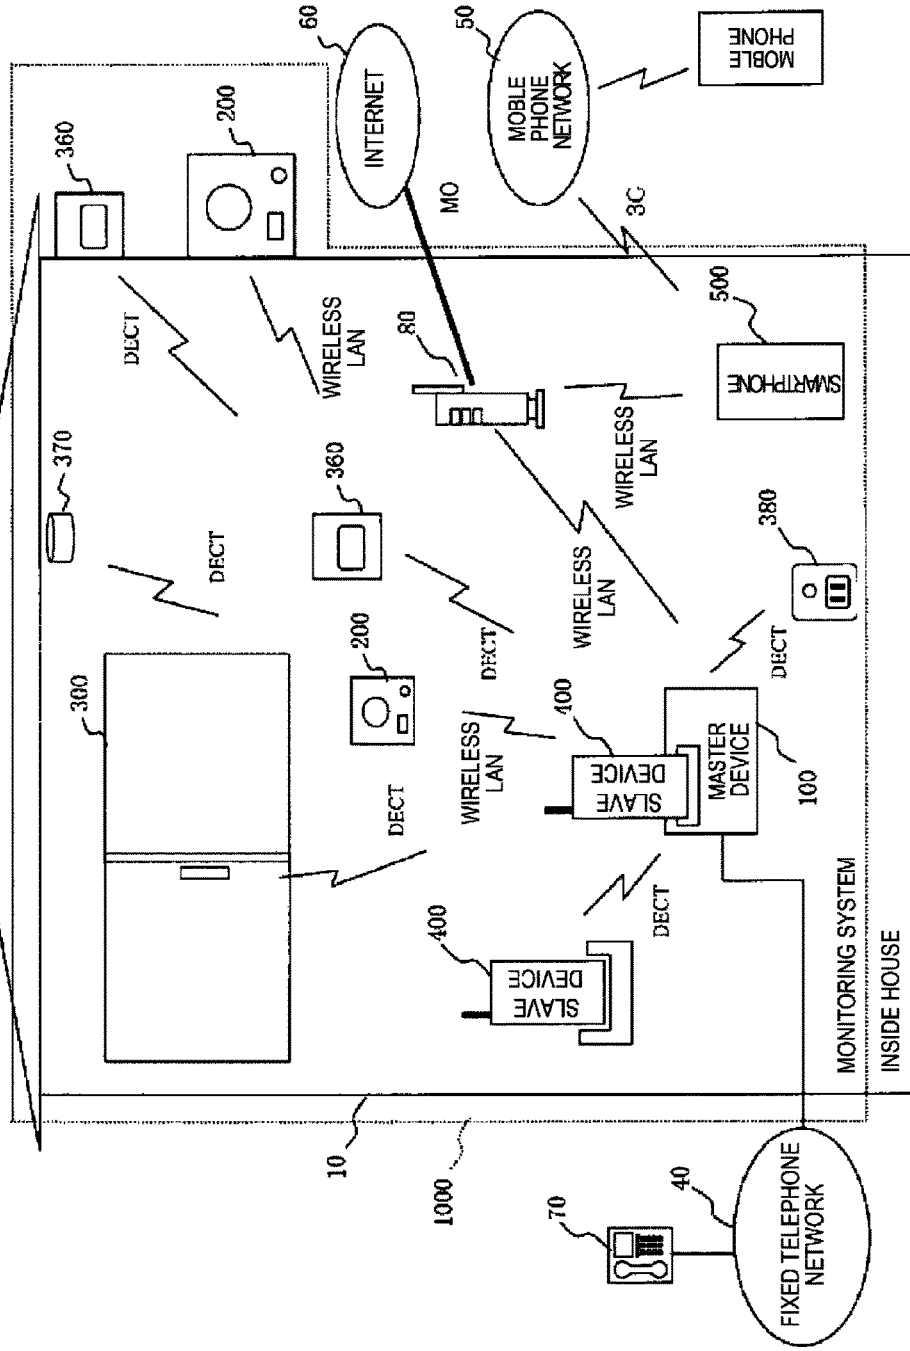 360
200
60
370
300
DECT
DECT
WIRELESS
LAN
INTERNET
10
360
200
DECT
80
MO
50
1000
400
WIRELESS
LAN
DECT
MOBLE
PHONE
NETWORK
SLAVE
DEVICE
70
400
WIRELESS
LAN
WIRELESS
LAN
3C
SLAVE
DEVICE
DECT
40
MASTER
DEVICE
500
MOBLE
PHONE
DECT
380
SMARTPHONE
100
FIXED TELEPHONE
NETWORK
MONITORING SYSTEM
INSIDE HOUSE